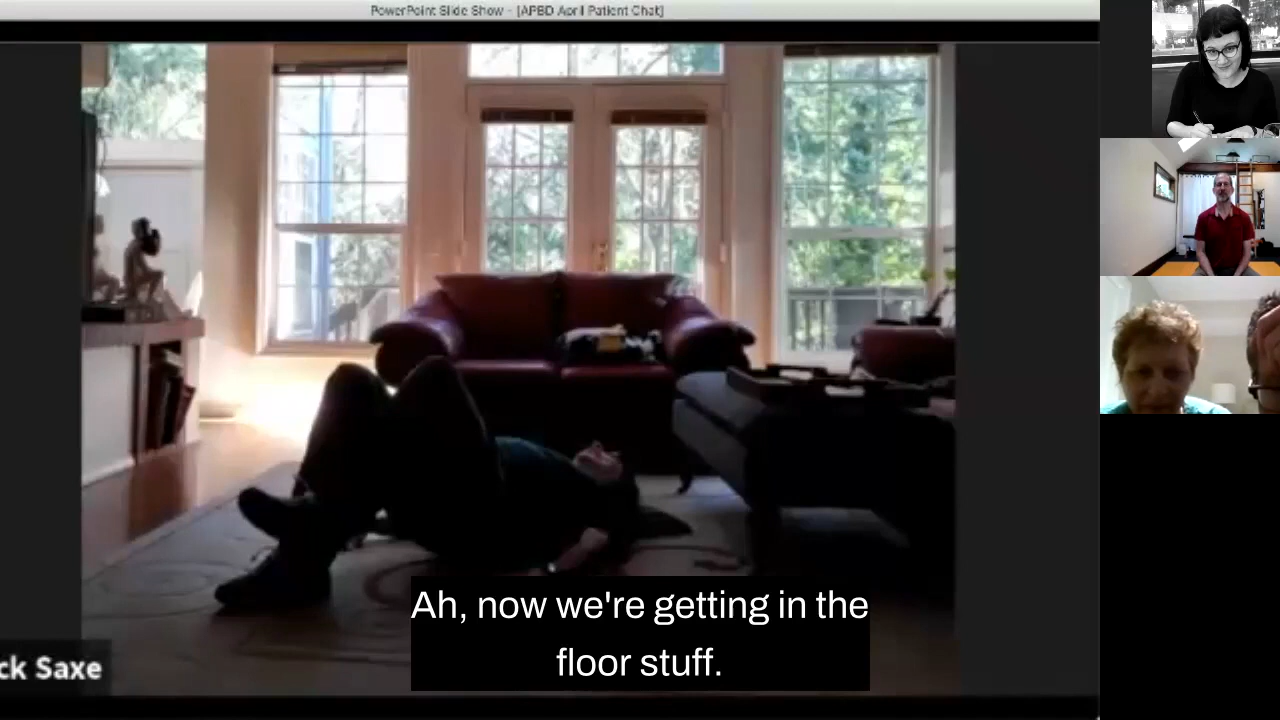 PowerPoint Slide Show - [APBD April Patient Chat]
Ah, now we're getting in the
floor stuff.
ck Saxe